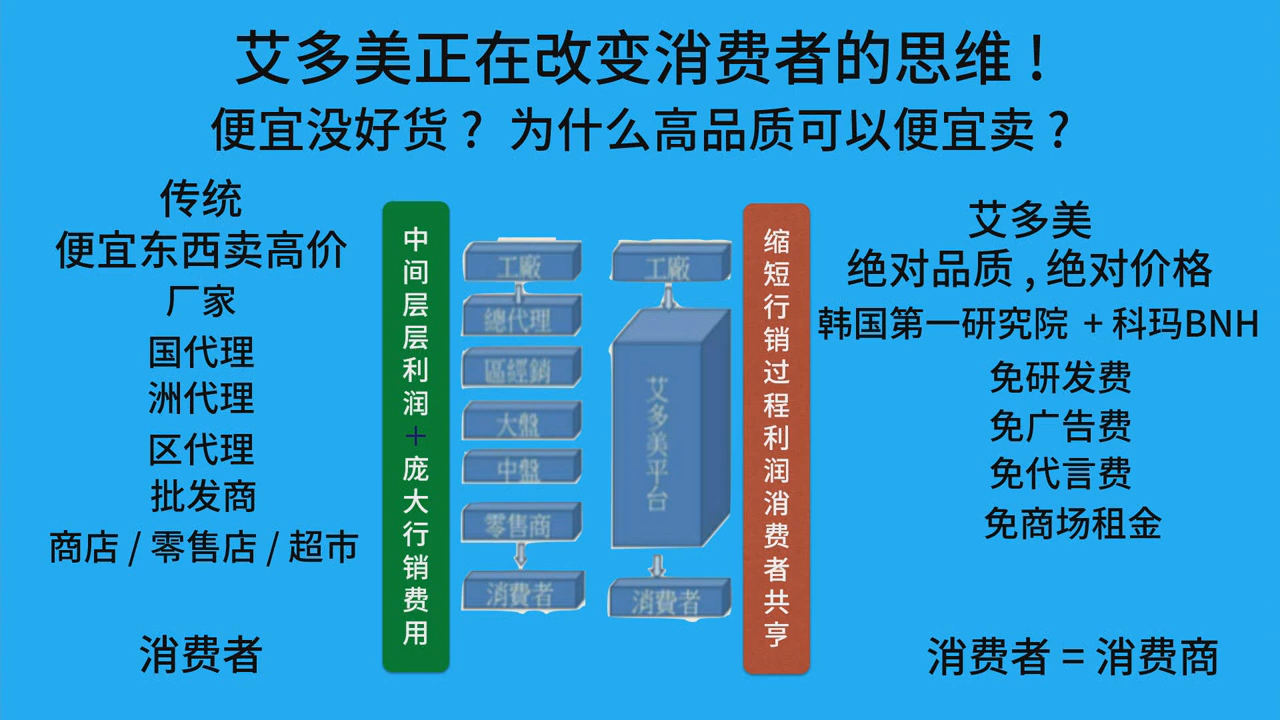 艾多美正在改变消费者的思维！
便宜没好货？ 为什么高品质可以便宜卖？
传统
便宜东西卖高价
厂家
国代理
洲代理
区代理
批发商
商店 / 零售店 / 超市
消费者
中间层层利润+庞大行销费用
工廠
總代理
區經銷
大盤
中盤
零售商
消費者
工廠
艾多美平台
消費者
缩短行销过程利润消费者共亨
艾多美
绝对品质 , 绝对价格
韩国第一研究院 + 科玛BNH
免研发费
免广告费
免代言费
免商场租金
消费者 = 消费商